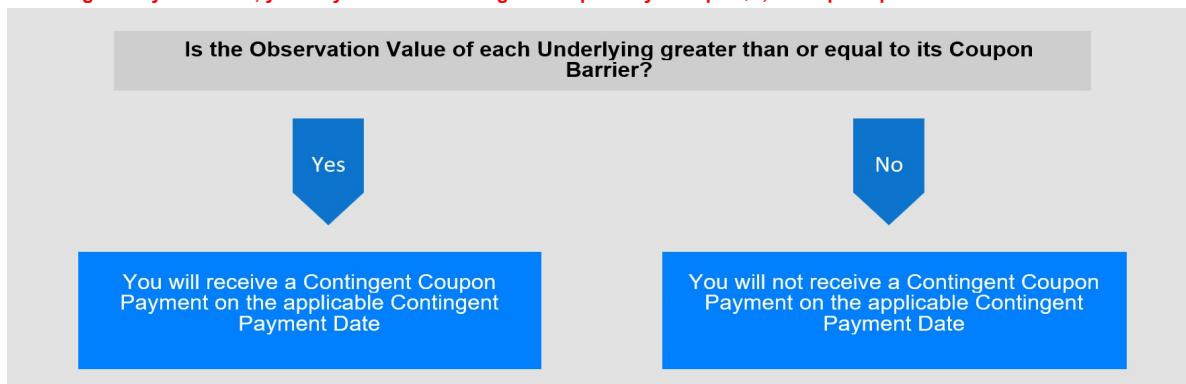 Is the Observation Value of each Underlying greater than or equal to its Coupon
Barrier?
Yes
No
You will receive a Contingent Coupon
Payment on the applicable Contingent
Payment Date
You will not receive a Contingent Coupon
Payment on the applicable Contingent
Payment Date